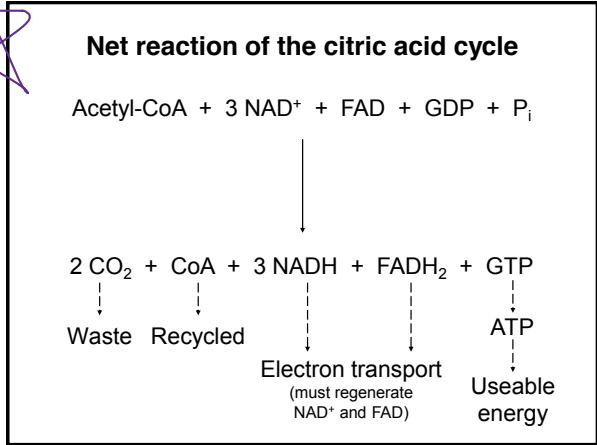 Net reaction of the citric acid cycle
Acetyl-CoA + 3 NAD⁺ + FAD + GDP + Pᵢ
2 CO₂ + CoA + 3 NADH + FADH₂ + GTP
Waste Recycled
ATP
Electron transport
(must regenerate
NAD⁺ and FAD)
Useable
energy